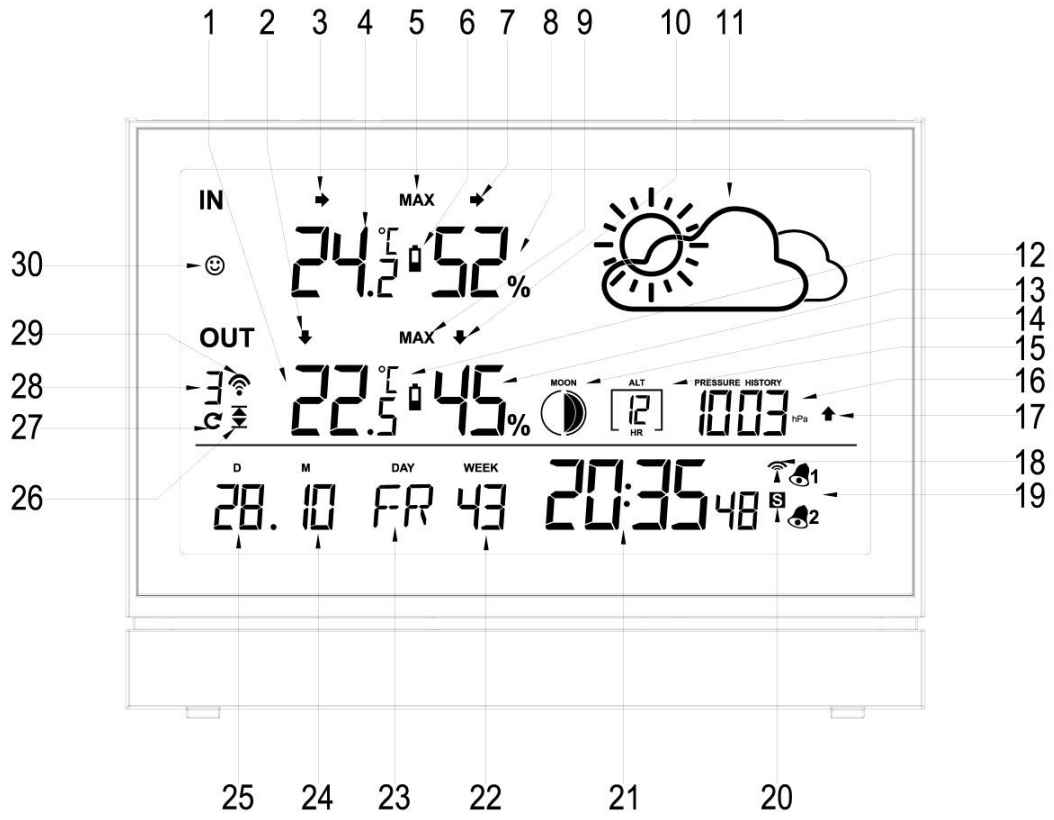 1 2 3 4 5 6 7 8 9 10 11
IN MAX
24.2 °C 52 %
30
12
13
OUT MAX
14
29
15
28 3 22.5 °C 45 % MOON ALT 12 HR PRESSURE HISTORY 1003 hPa
16
27
17
18
26
D M DAY WEEK
28. 10 FR 43 20:35 48 S 1
2
19
25 24 23 22 21 20